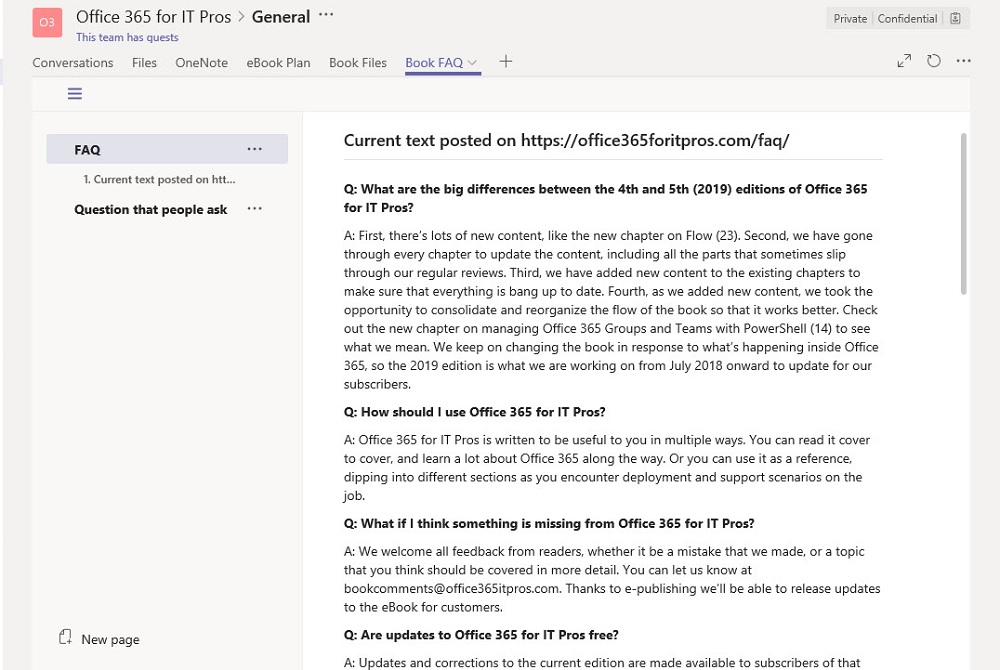 O3
Office 365 for IT Pros > General ...
Private | Confidential
This team has guests
Conversations Files OneNote eBook Plan Book Files Book FAQ
FAQ
1. Current text posted on htt...
Question that people ask
New page
Current text posted on https://office365foritpros.com/faq/
Q: What are the big differences between the 4th and 5th (2019) editions of Office 365
for IT Pros?
A: First, there's lots of new content, like the new chapter on Flow (23). Second, we have gone
through every chapter to update the content, including all the parts that sometimes slip
through our regular reviews. Third, we have added new content to the existing chapters to
make sure that everything is bang up to date. Fourth, as we added new content, we took the
opportunity to consolidate and reorganize the flow of the book so that it works better. Check
out the new chapter on managing Office 365 Groups and Teams with PowerShell (14) to see
what we mean. We keep on changing the book in response to what's happening inside Office
365, so the 2019 edition is what we are working on from July 2018 onward to update for our
subscribers.
Q: How should I use Office 365 for IT Pros?
A: Office 365 for IT Pros is written to be useful to you in multiple ways. You can read it cover
to cover, and learn a lot about Office 365 along the way. Or you can use it as a reference,
dipping into different sections as you encounter deployment and support scenarios on the
job.
Q: What if I think something is missing from Office 365 for IT Pros?
A: We welcome all feedback from readers, whether it be a mistake that we made, or a topic
that you think should be covered in more detail. You can let us know at
bookcomments@office365itpros.com. Thanks to e-publishing we'll be able to release updates
to the eBook for customers.
Q: Are updates to Office 365 for IT Pros free?
A: Updates and corrections to the current edition are made available to subscribers of that